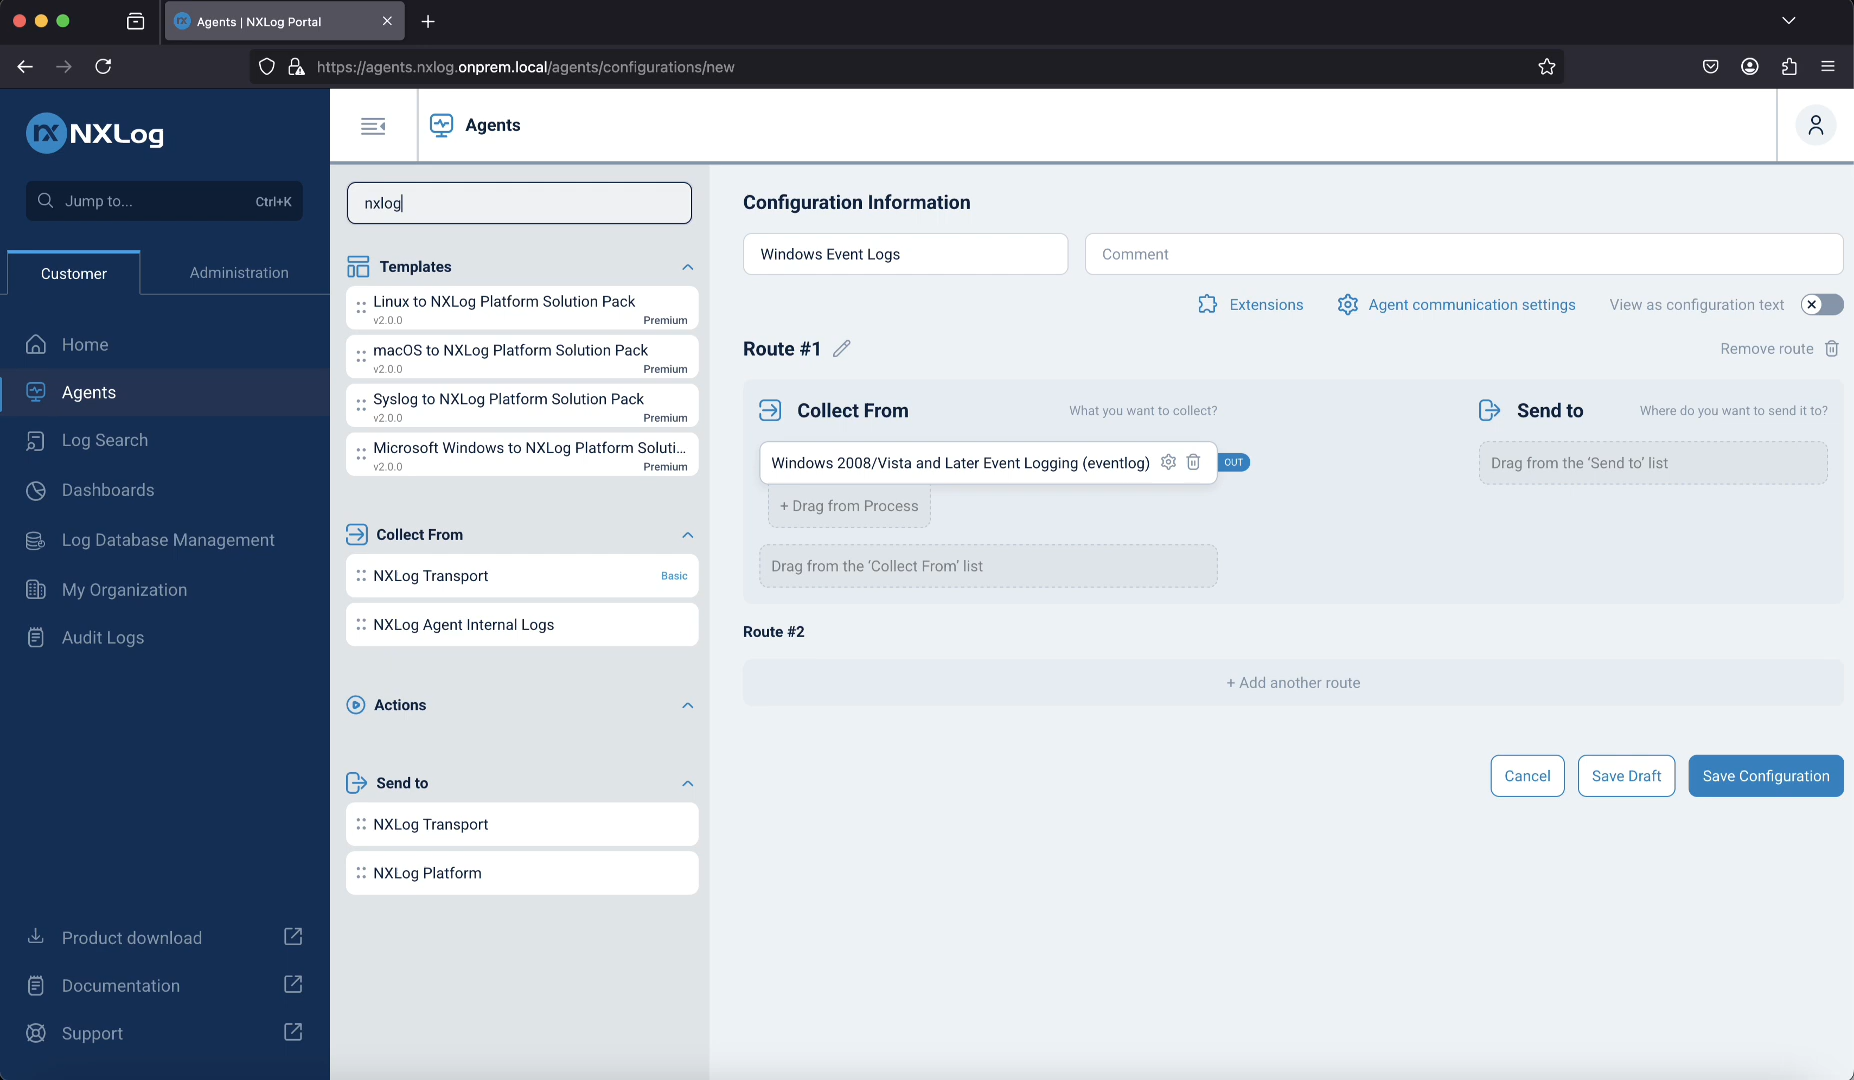 Agents | NXLog Portal
https://agents.nxlog.onprem.local/agents/configurations/new
NXLog
Jump to...
Ctrl+K
Customer
Administration
Home
Agents
Log Search
Dashboards
Log Database Management
My Organization
Audit Logs
Product download
Documentation
Support
Agents
nxlog
Templates
Linux to NXLog Platform Solution Pack
v2.0.0
Premium
macOS to NXLog Platform Solution Pack
v2.0.0
Premium
Syslog to NXLog Platform Solution Pack
v2.0.0
Premium
Microsoft Windows to NXLog Platform Soluti...
v2.0.0
Premium
Collect From
NXLog Transport
Basic
NXLog Agent Internal Logs
Actions
Send to
NXLog Transport
NXLog Platform
Configuration Information
Windows Event Logs
Comment
Extensions
Agent communication settings
View as configuration text
Route #1
Remove route
Collect From
What you want to collect?
Send to
Where do you want to send it to?
Windows 2008/Vista and Later Event Logging (eventlog)
OUT
Drag from the ‘Send to’ list
+ Drag from Process
Drag from the ‘Collect From’ list
Route #2
+ Add another route
Cancel
Save Draft
Save Configuration